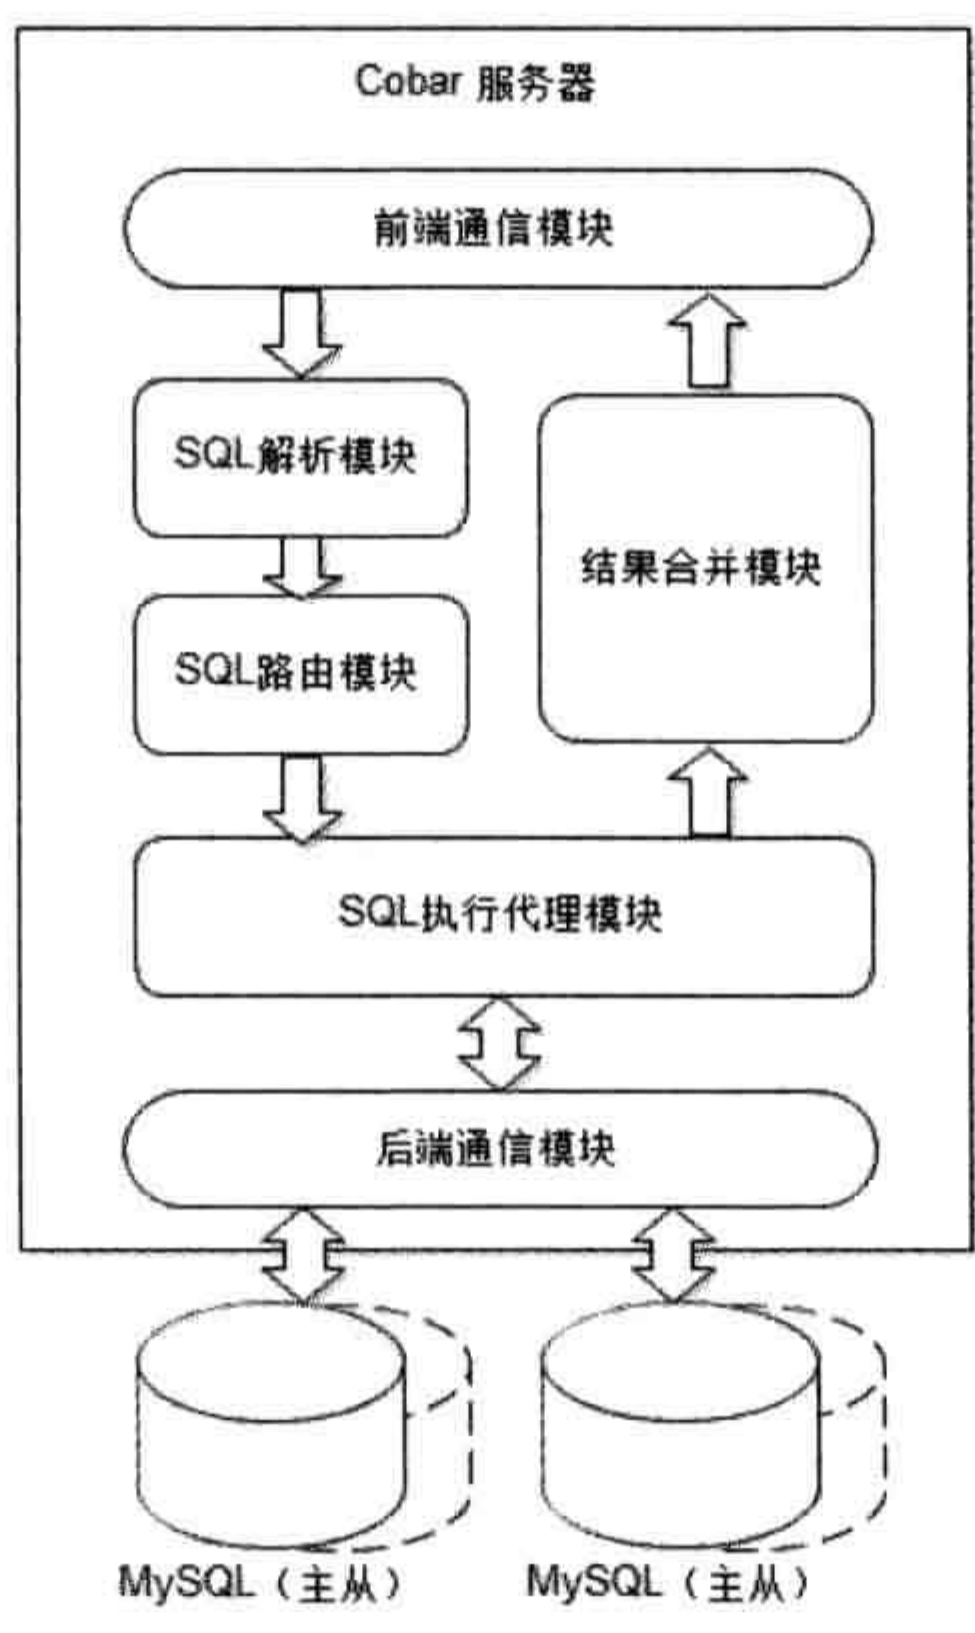 Cobar 服务器
前端通信模块
SQL解析模块
结果合并模块
SQL路由模块
SQL执行代理模块
后端通信模块
MySQL（主从）
MySQL（主从）